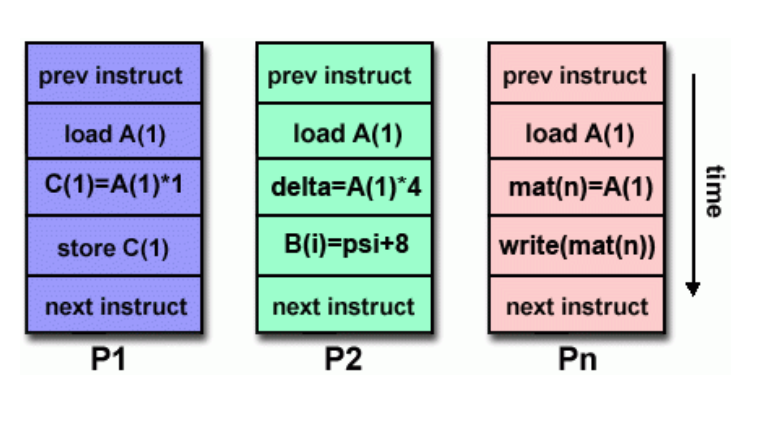 prev instruct
load A(1)
C(1)=A(1)*1
store C(1)
next instruct
P1
prev instruct
load A(1)
delta=A(1)*4
B(i)=psi+8
next instruct
P2
prev instruct
load A(1)
mat(n)=A(1)
write(mat(n))
next instruct
Pn
time